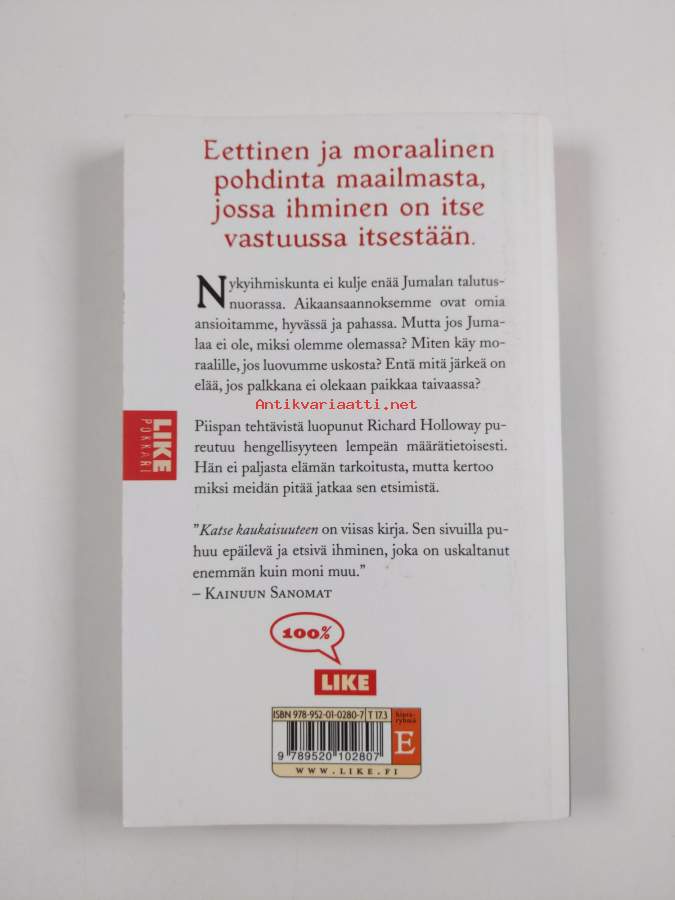 Eettinen ja moraalinen
pohdinta maailmasta,
jossa ihminen on itse
vastuussa itsestään.
Nykyihmiskunta ei kulje enää Jumalan talutus-
nuorassa. Aikaansaannoksemme ovat omia
ansioitamme, hyvässä ja pahassa. Mutta jos Juma-
laa ei ole, miksi olemme olemassa? Miten käy mo-
raalille, jos luovumme uskosta? Entä mitä järkeä on
elää, jos palkkana ei olekaan paikkaa taivaassa?
Antikvariaatti.net
Piispan tehtävistä luopunut Richard Holloway pu-
reutuu hengellisyyteen lempeän määrätietoisesti.
Hän ei paljasta elämän tarkoitusta, mutta kertoo
miksi meidän pitää jatkaa sen etsimistä.
LIKE
POKKARI
”Katse kaukaisuuteen on viisas kirja. Sen sivuilla pu-
huu epäilevä ja etsivä ihminen, joka on uskaltanut
enemmän kuin moni muu.”
– Kainuun Sanomat
100%
LIKE
ISBN 978-952-01-0280-7 T 17.3
hinta-
ryhmä
E
9 789520 102807
WWW.LIKE.FI